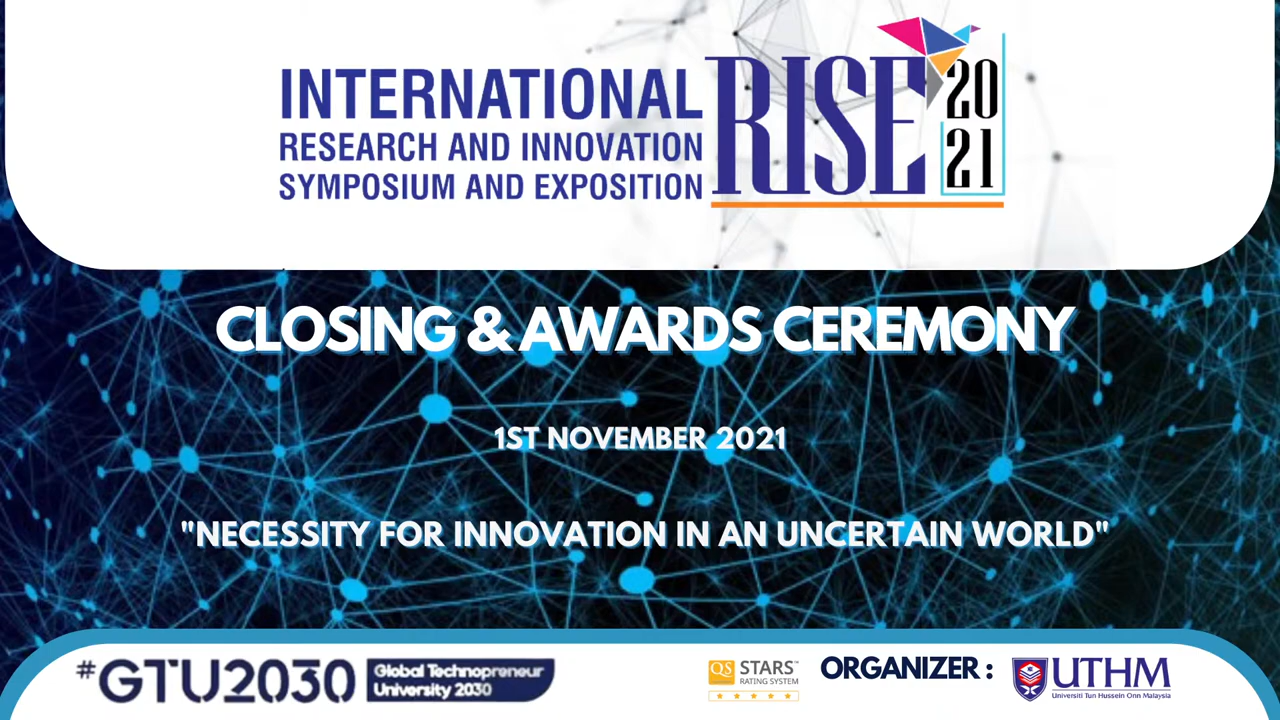 INTERNATIONAL
RESEARCH AND INNOVATION
SYMPOSIUM AND EXPOSITION
RISE
20
21
CLOSING & AWARDS CEREMONY
1ST NOVEMBER 2021
"NECESSITY FOR INNOVATION IN AN UNCERTAIN WORLD"
#GTU2030
Global Technopreneur
University 2030
QS STARS™
RATING SYSTEM
ORGANIZER :
UTHM
Universiti Tun Hussein Onn Malaysia